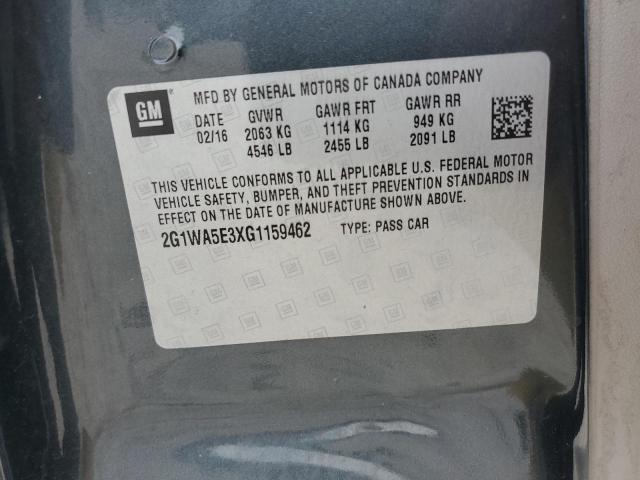 GM
MFD BY GENERAL MOTORS OF CANADA COMPANY
DATE GVWR GAWR FRT GAWR RR
02/16 2063 KG 1114 KG 949 KG
4546 LB 2455 LB 2091 LB
THIS VEHICLE CONFORMS TO ALL APPLICABLE U.S. FEDERAL MOTOR
VEHICLE SAFETY, BUMPER, AND THEFT PREVENTION STANDARDS IN
EFFECT ON THE DATE OF MANUFACTURE SHOWN ABOVE.
2G1WA5E3XG1159462 TYPE: PASS CAR